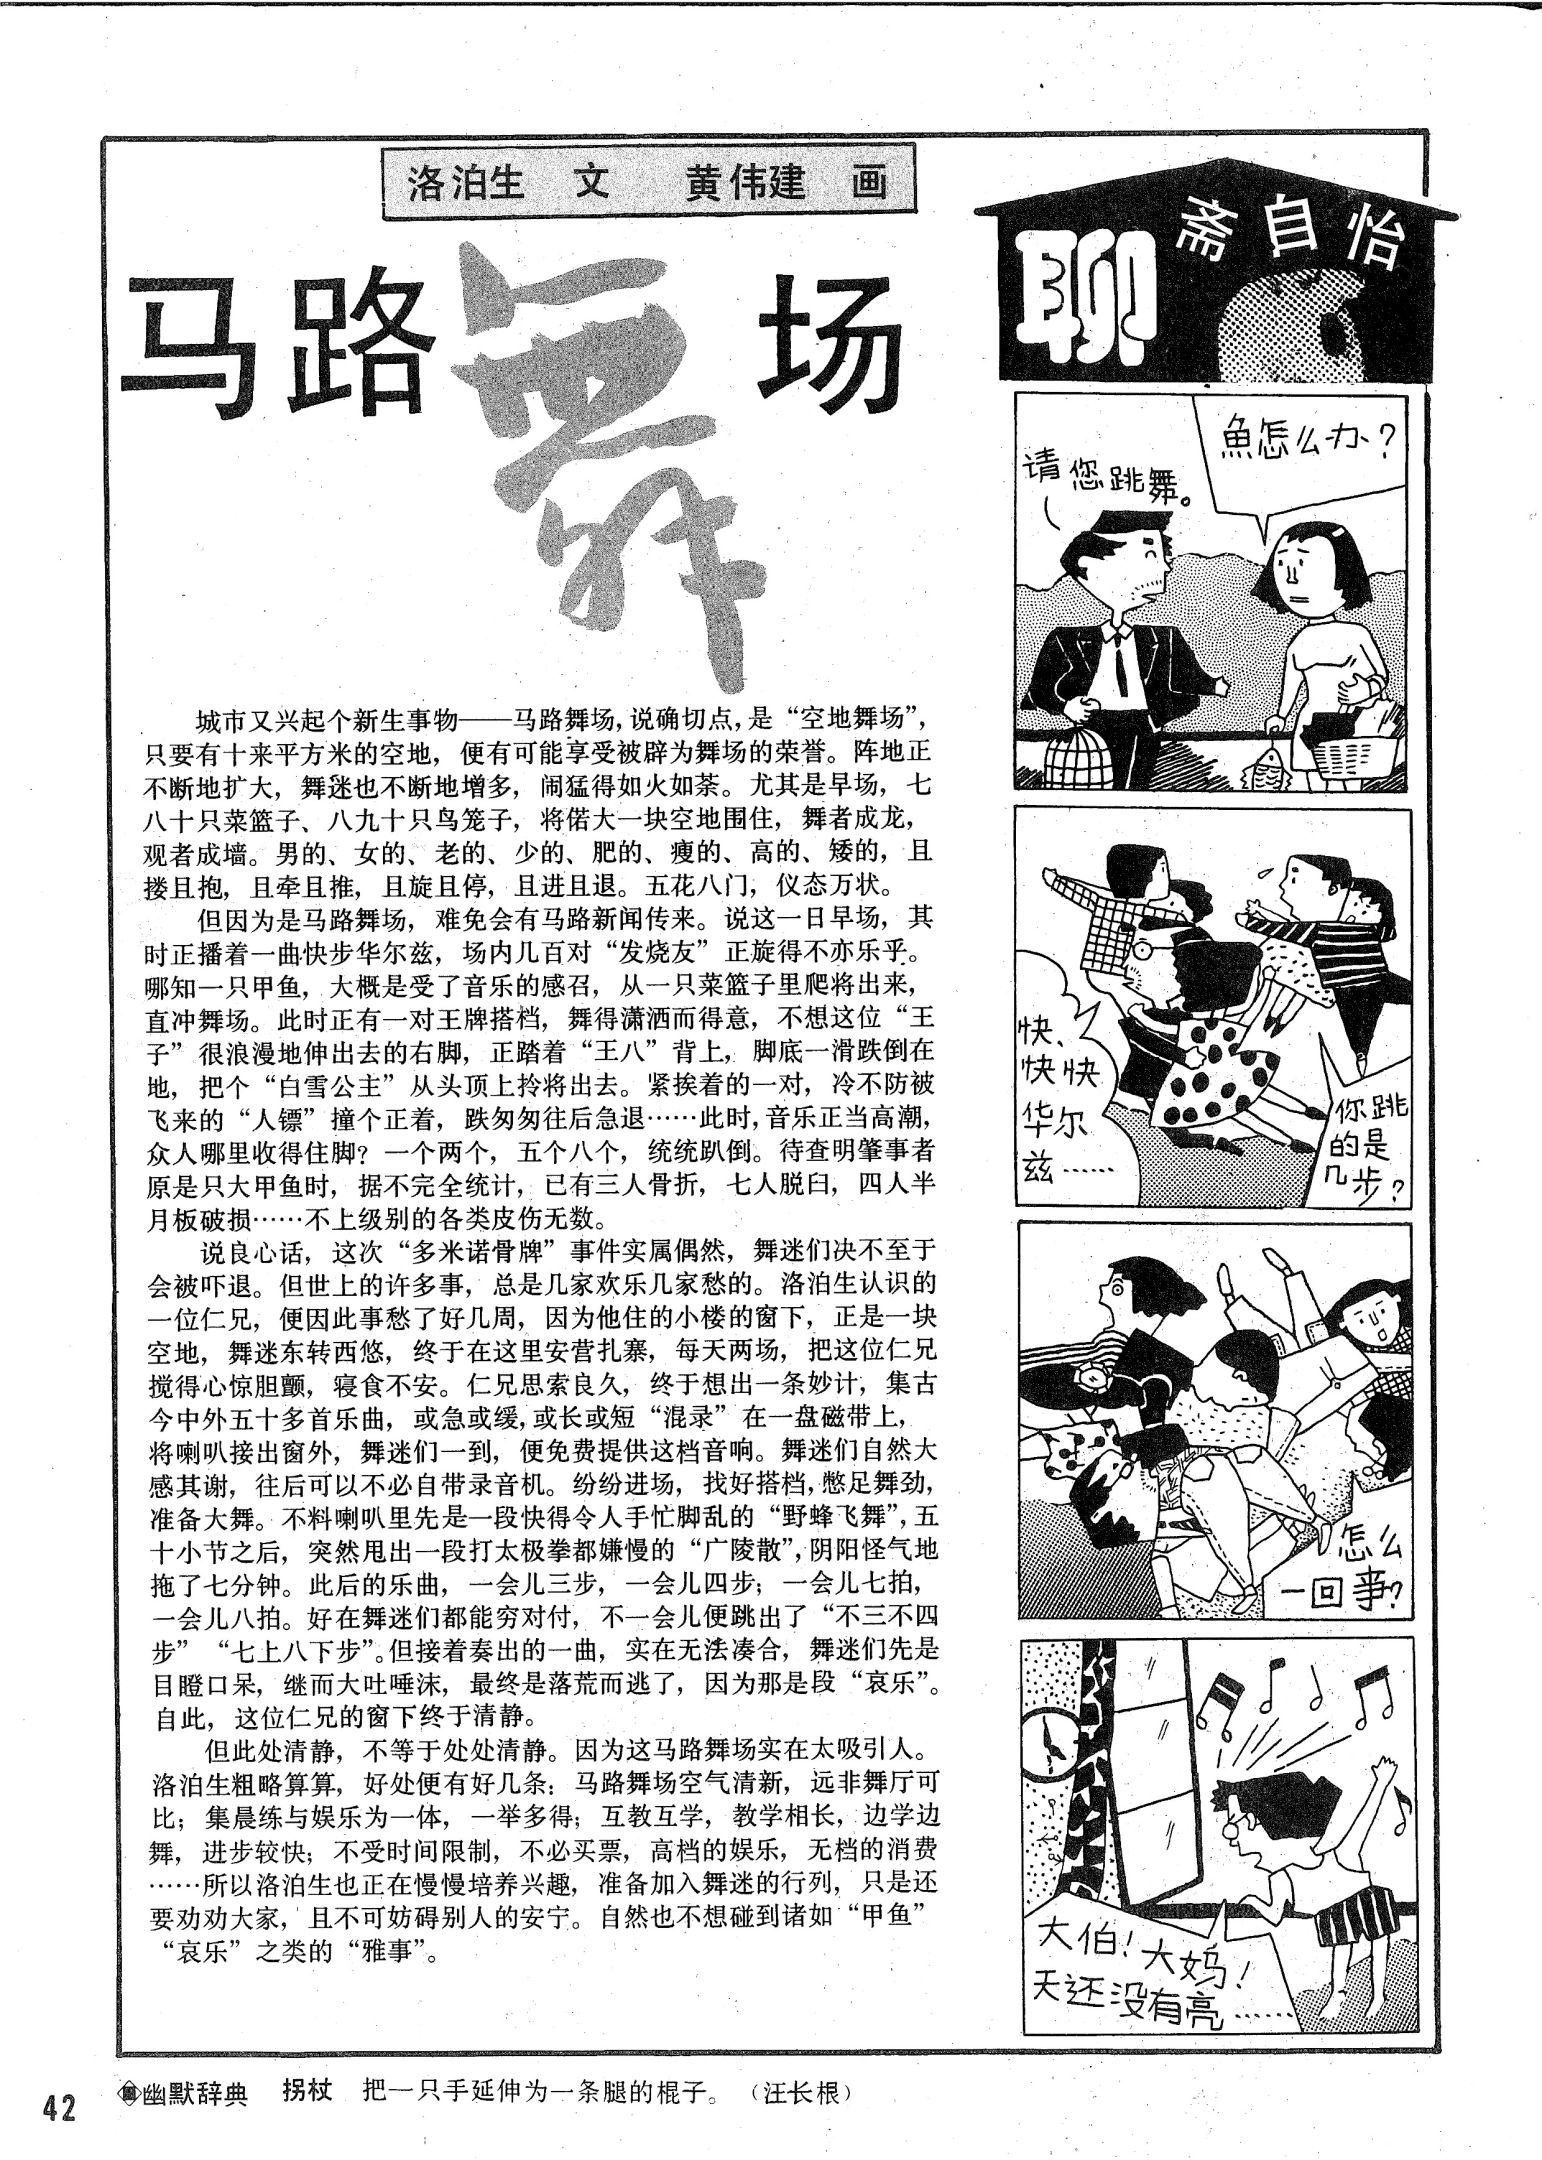 洛泊生 文 黄伟建 画
马路舞场
聊斋自怡
城市又兴起个新生事物——马路舞场,说确切点,是“空地舞场”,
只要有十来平方米的空地，便有可能享受被辟为舞场的荣誉。阵地正
不断地扩大，舞迷也不断地增多，闹猛得如火如荼。尤其是早场，七
八十只菜篮子、八九十只鸟笼子，将偌大一块空地围住，舞者成龙，
观者成墙。男的、女的、老的、少的、肥的、瘦的、高的、矮的，且
搂且抱，且牵且推，且旋且停，且进且退。五花八门，仪态万状。
但因为是马路舞场，难免会有马路新闻传来。说这一日早场，其
时正播着一曲快步华尔兹，场内几百对“发烧友”正旋得不亦乐乎。
哪知一只甲鱼，大概是受了音乐的感召，从一只菜篮子里爬将出来，
直冲舞场。此时正有一对王牌搭档，舞得潇洒而得意，不想这位“王
子”很浪漫地伸出去的右脚，正踏着“王八”背上，脚底一滑跌倒在
地，把个“白雪公主”从头顶上拎将出去。紧挨着的一对，冷不防被
飞来的“人镖”撞个正着，跌匆匆往后急退……此时,音乐正当高潮，
众人哪里收得住脚？一个两个，五个八个，统统趴倒。待查明肇事者
原是只大甲鱼时，据不完全统计，已有三人骨折，七人脱臼，四人半
月板破损……不上级别的各类皮伤无数。
说良心话，这次“多米诺骨牌”事件实属偶然，舞迷们决不至于
会被吓退。但世上的许多事，总是几家欢乐几家愁的。洛泊生认识的
一位仁兄，便因此事愁了好几周，因为他住的小楼的窗下，正是一块
空地，舞迷东转西悠，终于在这里安营扎寨，每天两场，把这位仁兄
搅得心惊胆颤，寝食不安。仁兄思索良久，终于想出一条妙计，集古
今中外五十多首乐曲，或急或缓,或长或短“混录”在一盘磁带上，
将喇叭接出窗外，舞迷们一到，便免费提供这档音响。舞迷们自然大
感其谢，往后可以不必自带录音机。纷纷进场，找好搭档,憋足舞劲，
准备大舞。不料喇叭里先是一段快得令人手忙脚乱的“野蜂飞舞”,五
十小节之后，突然甩出一段打太极拳都嫌慢的“广陵散”,阴阳怪气地
拖了七分钟。此后的乐曲，一会儿三步，一会儿四步；一会儿七拍，
一会儿八拍。好在舞迷们都能穷对付，不一会儿便跳出了“不三不四
步”“七上八下步”。但接着奏出的一曲，实在无法凑合，舞迷们先是
目瞪口呆，继而大吐唾沫，最终是落荒而逃了，因为那是段“哀乐”。
自此，这位仁兄的窗下终于清静。
但此处清静，不等于处处清静。因为这马路舞场实在太吸引人。
洛泊生粗略算算，好处便有好几条：马路舞场空气清新，远非舞厅可
比；集晨练与娱乐为一体，一举多得；互教互学，教学相长，边学边
舞，进步较快；不受时间限制，不必买票，高档的娱乐，无档的消费
……所以洛泊生也正在慢慢培养兴趣，准备加入舞迷的行列，只是还
要劝劝大家，且不可妨碍别人的安宁。自然也不想碰到诸如“甲鱼”
“哀乐”之类的“雅事”。
请您跳舞。
魚怎么办？
快、
快快
华尔
兹……
你跳
的是
几步？
怎么
一回事？
大伯！大妈！
天还没有亮……
幽默辞典 拐杖 把一只手延伸为一条腿的棍子。（汪长根）
42